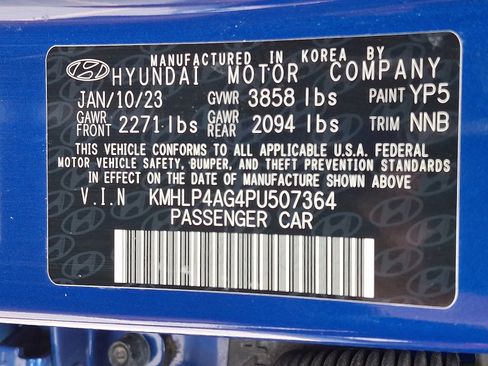 MANUFACTURED IN KOREA BY
HYUNDAI MOTOR COMPANY
JAN/10/23 GVWR 3858 lbs PAINT YP5
GAWR FRONT 2271 lbs GAWR REAR 2094 lbs TRIM NNB
THIS VEHICLE CONFORMS TO ALL APPLICABLE U.S.A. FEDERAL
MOTOR VEHICLE SAFETY, BUMPER, AND THEFT PREVENTION STANDARDS
IN EFFECT ON THE DATE OF MANUFACTURE SHOWN ABOVE
V.I.N KMHLP4AG4PU507364
PASSENGER CAR